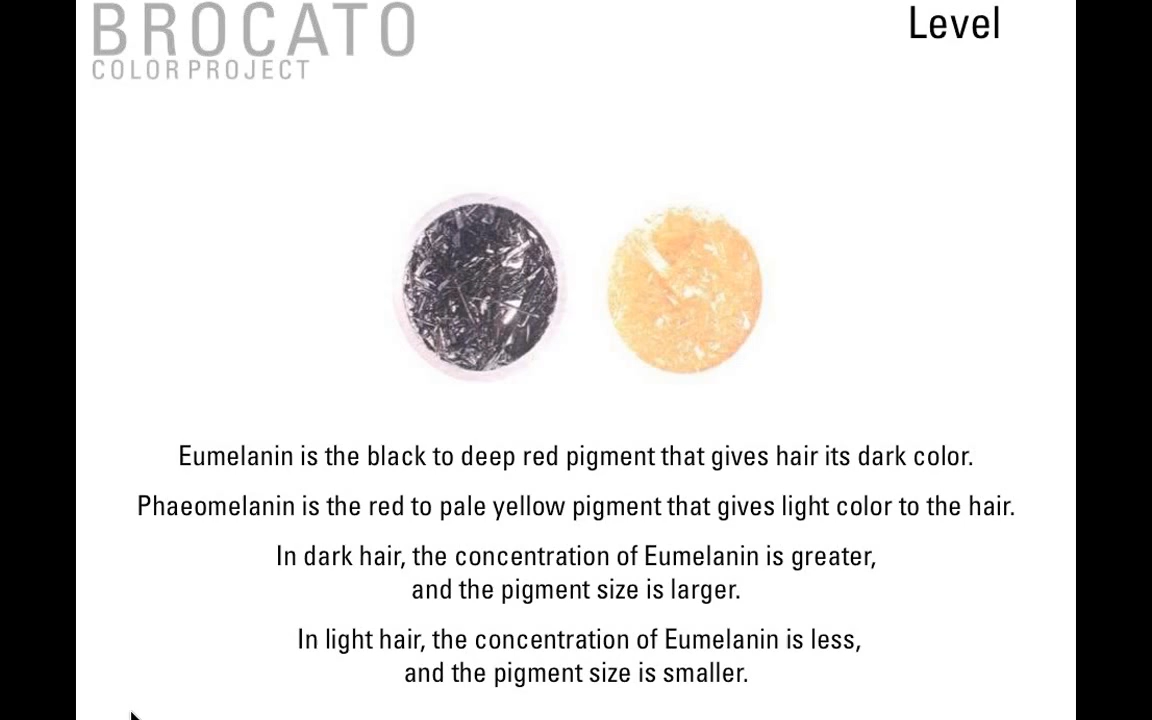 BROCATO
COLOR PROJECT
Level
Eumelanin is the black to deep red pigment that gives hair its dark color.
Phaeomelanin is the red to pale yellow pigment that gives light color to the hair.
In dark hair, the concentration of Eumelanin is greater,
and the pigment size is larger.
In light hair, the concentration of Eumelanin is less,
and the pigment size is smaller.